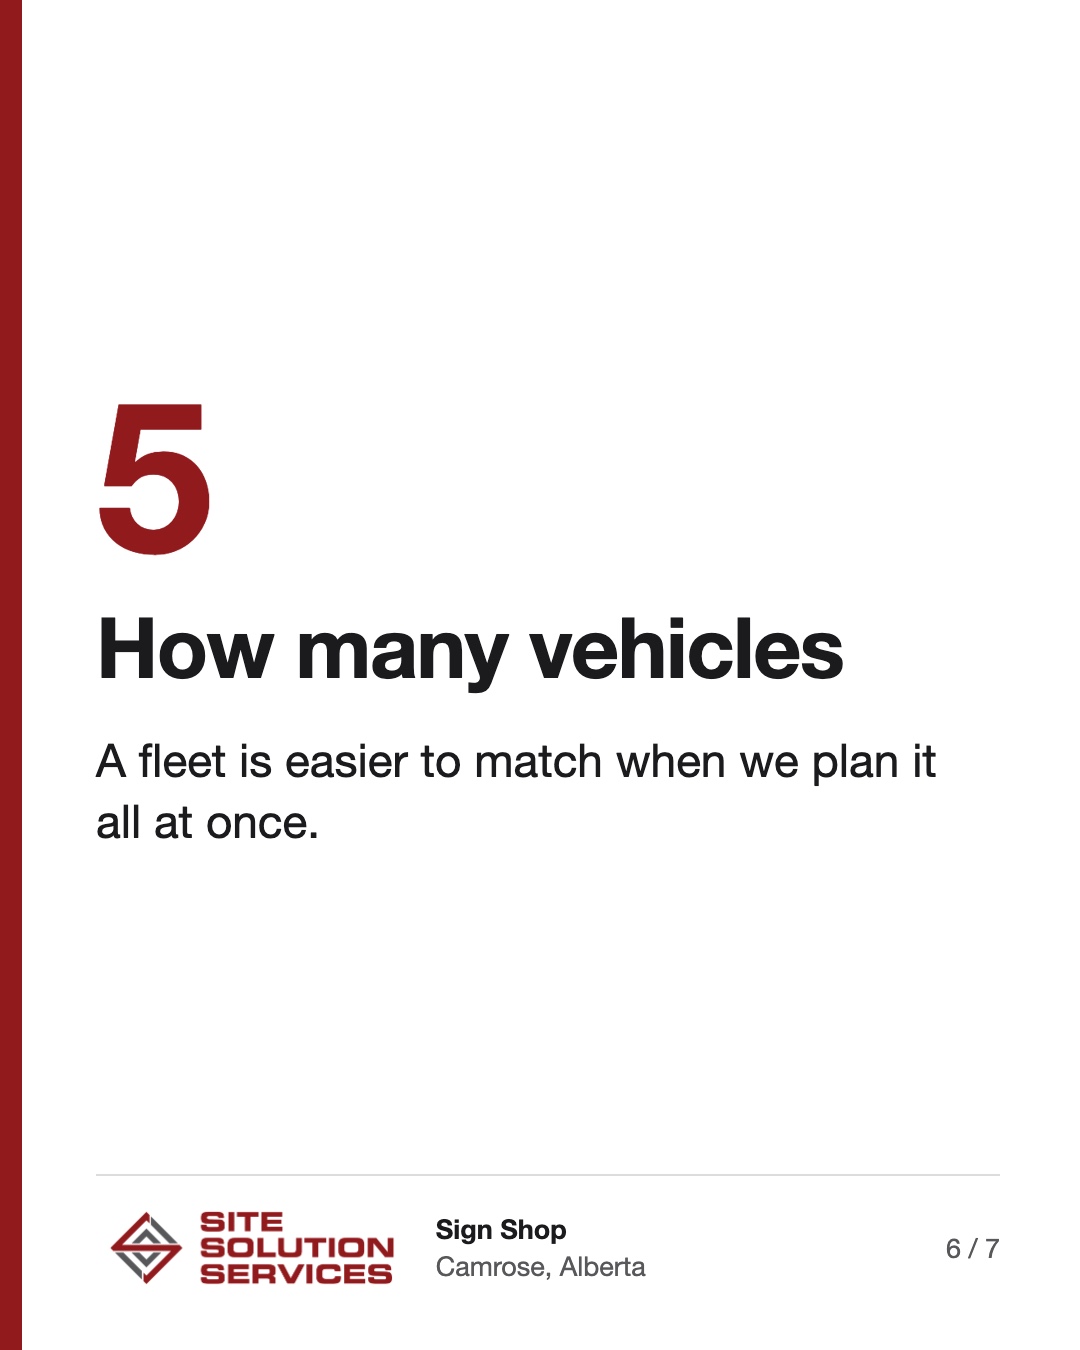 5
How many vehicles
A fleet is easier to match when we plan it
all at once.
SITE
SOLUTION
SERVICES
Sign Shop
Camrose, Alberta
6 / 7